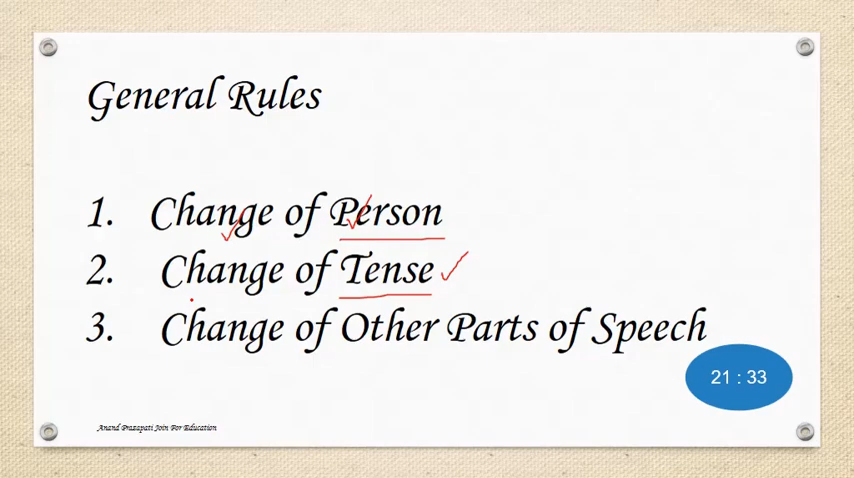 General Rules
1. Change of Person
2. Change of Tense
3. Change of Other Parts of Speech
21 : 33
Anand Prazapati Join For Education